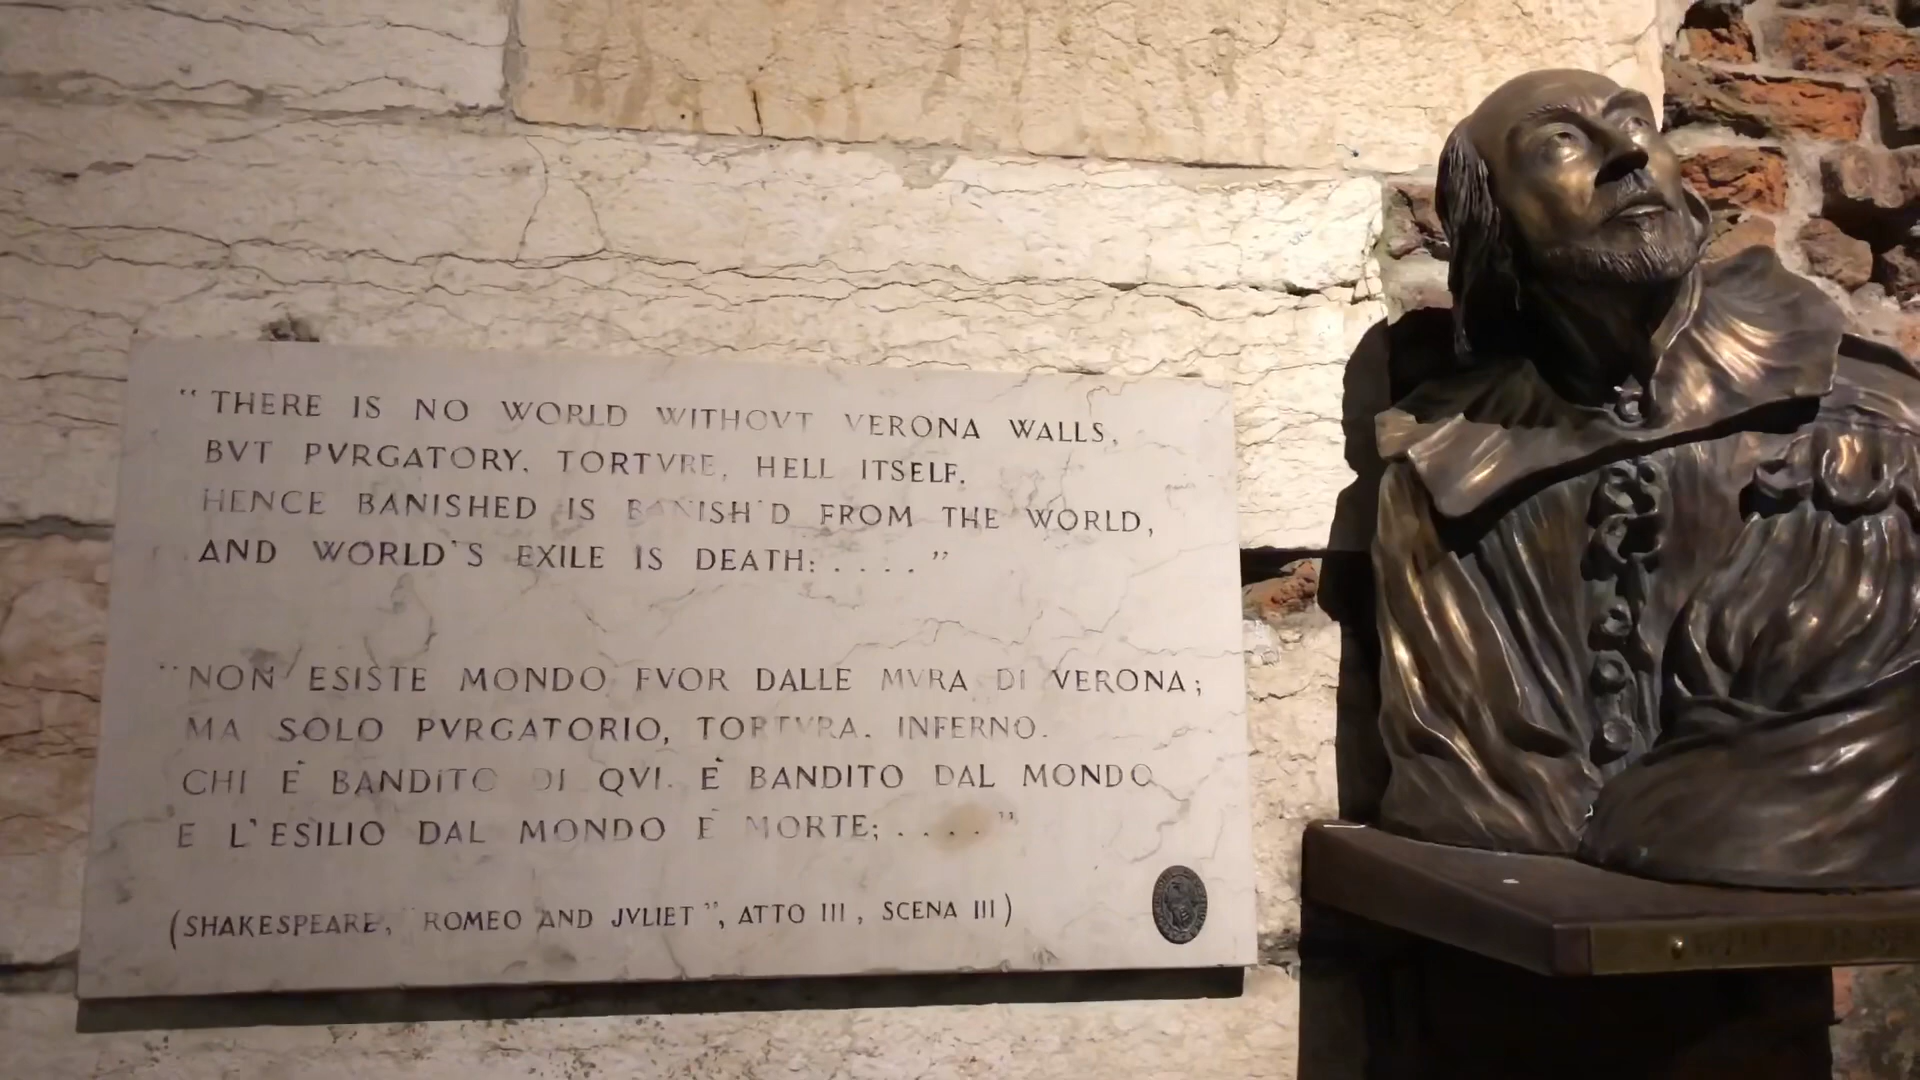 “THERE IS NO WORLD WITHOVT VERONA WALLS,
BVT PVRGATORY, TORTVRE, HELL ITSELF.
HENCE BANISHED IS BANISH'D FROM THE WORLD,
AND WORLD'S EXILE IS DEATH: . . . . ”
“NON ESISTE MONDO FVOR DALLE MVRA DI VERONA;
MA SOLO PVRGATORIO, TORTVRA, INFERNO.
CHI È BANDITO DI QVI, È BANDITO DAL MONDO
E L'ESILIO DAL MONDO È MORTE; . . . . ”
(SHAKESPEARE, “ROMEO AND JVLIET”, ATTO III, SCENA III)